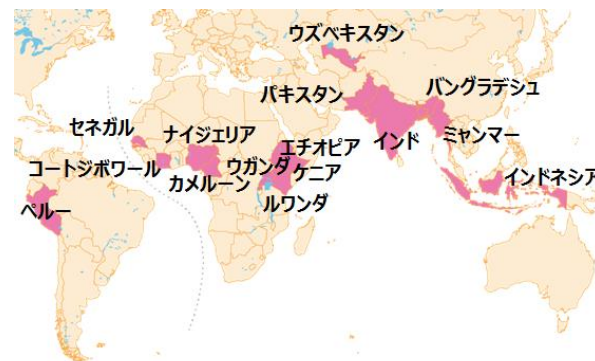 ウズベキスタン
パキスタン
バングラデシュ
セネガル
ナイジェリア
エチオピア
インド
ミャンマー
コートジボワール
ウガンダ
ケニア
カメルーン
インドネシア
ペルー
ルワンダ